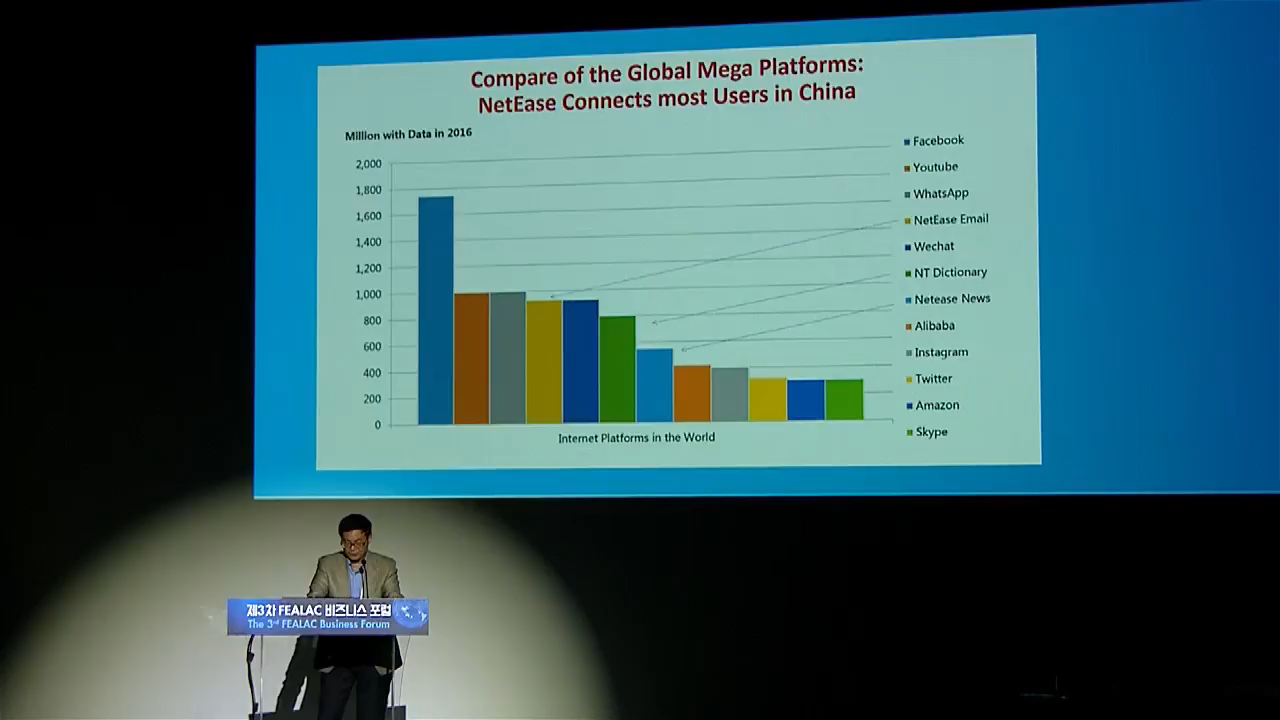 Compare of the Global Mega Platforms:
NetEase Connects most Users in China
Million with Data in 2016
2,000
1,800
1,600
1,400
1,200
1,000
800
600
400
200
0
Internet Platforms in the World
Facebook
Youtube
WhatsApp
NetEase Email
Wechat
NT Dictionary
Netease News
Alibaba
Instagram
Twitter
Amazon
Skype
제3차 FEALAC 비즈니스 포럼
The 3rd FEALAC Business Forum